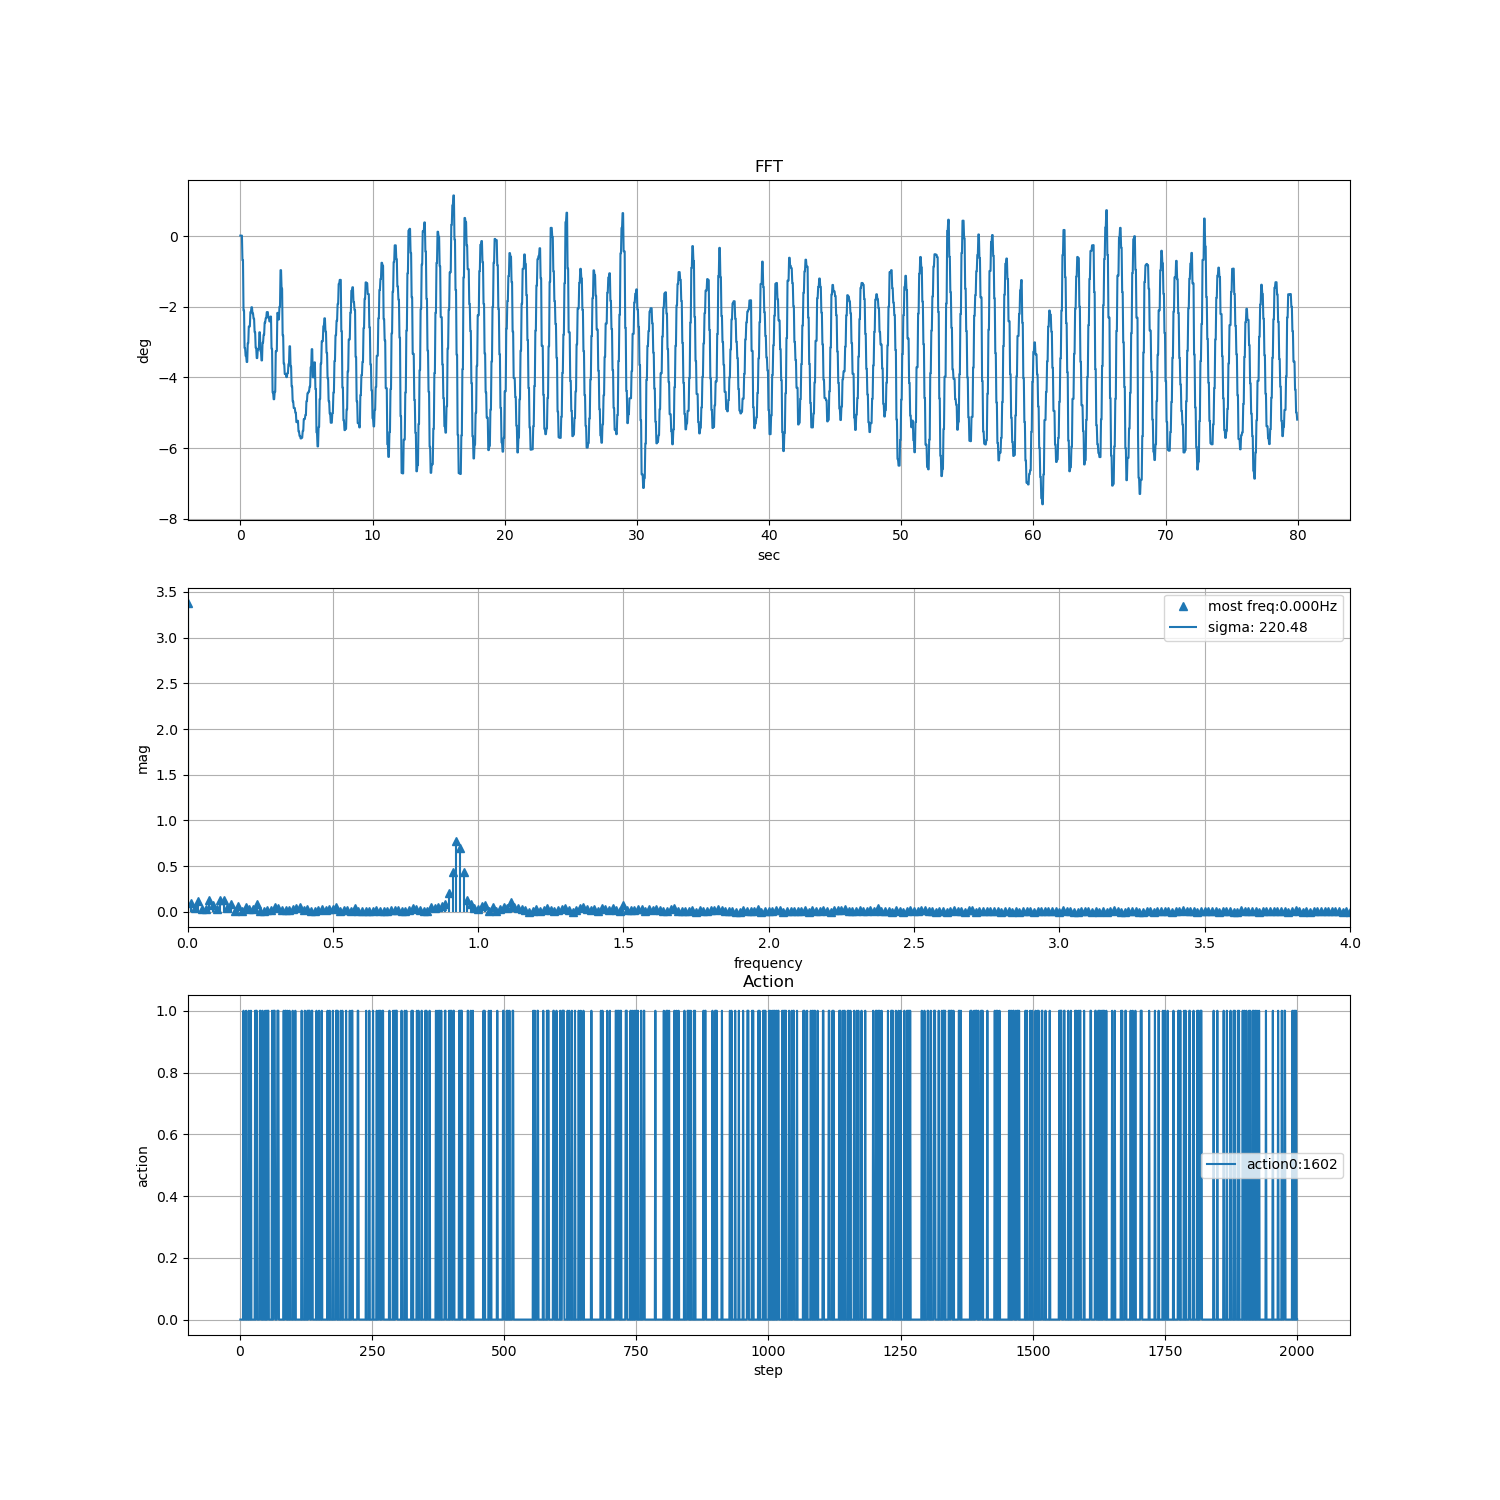 FFT
0
−2
−4
−6
−8
deg
0 10 20 30 40 50 60 70 80
sec
3.5
3.0
2.5
2.0
1.5
1.0
0.5
0.0
mag
most freq:0.000Hz
sigma: 220.48
0.0 0.5 1.0 1.5 2.0 2.5 3.0 3.5 4.0
frequency
Action
1.0
0.8
0.6
0.4
0.2
0.0
action
action0:1602
0 250 500 750 1000 1250 1500 1750 2000
step